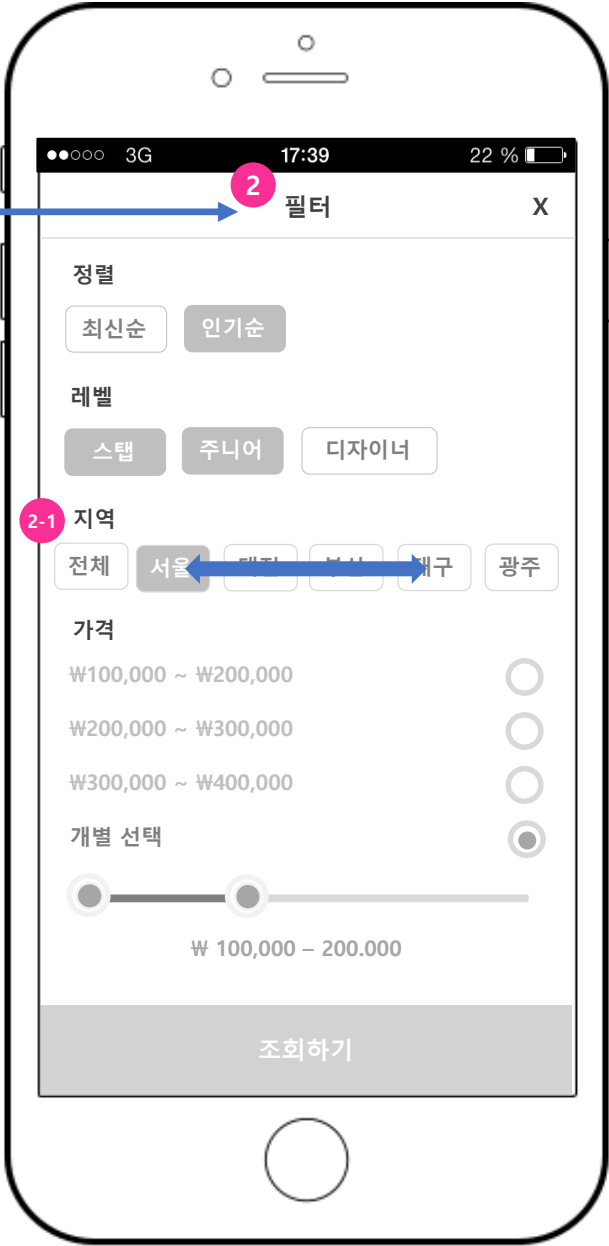 3G 17:39 22 %
2 필터 X
정렬
최신순 인기순
레벨
스탭 주니어 디자이너
2-1 지역
전체 서울 광주
가격
₩100,000 ~ ₩200,000
₩200,000 ~ ₩300,000
₩300,000 ~ ₩400,000
개별 선택
₩ 100,000 – 200.000
조회하기